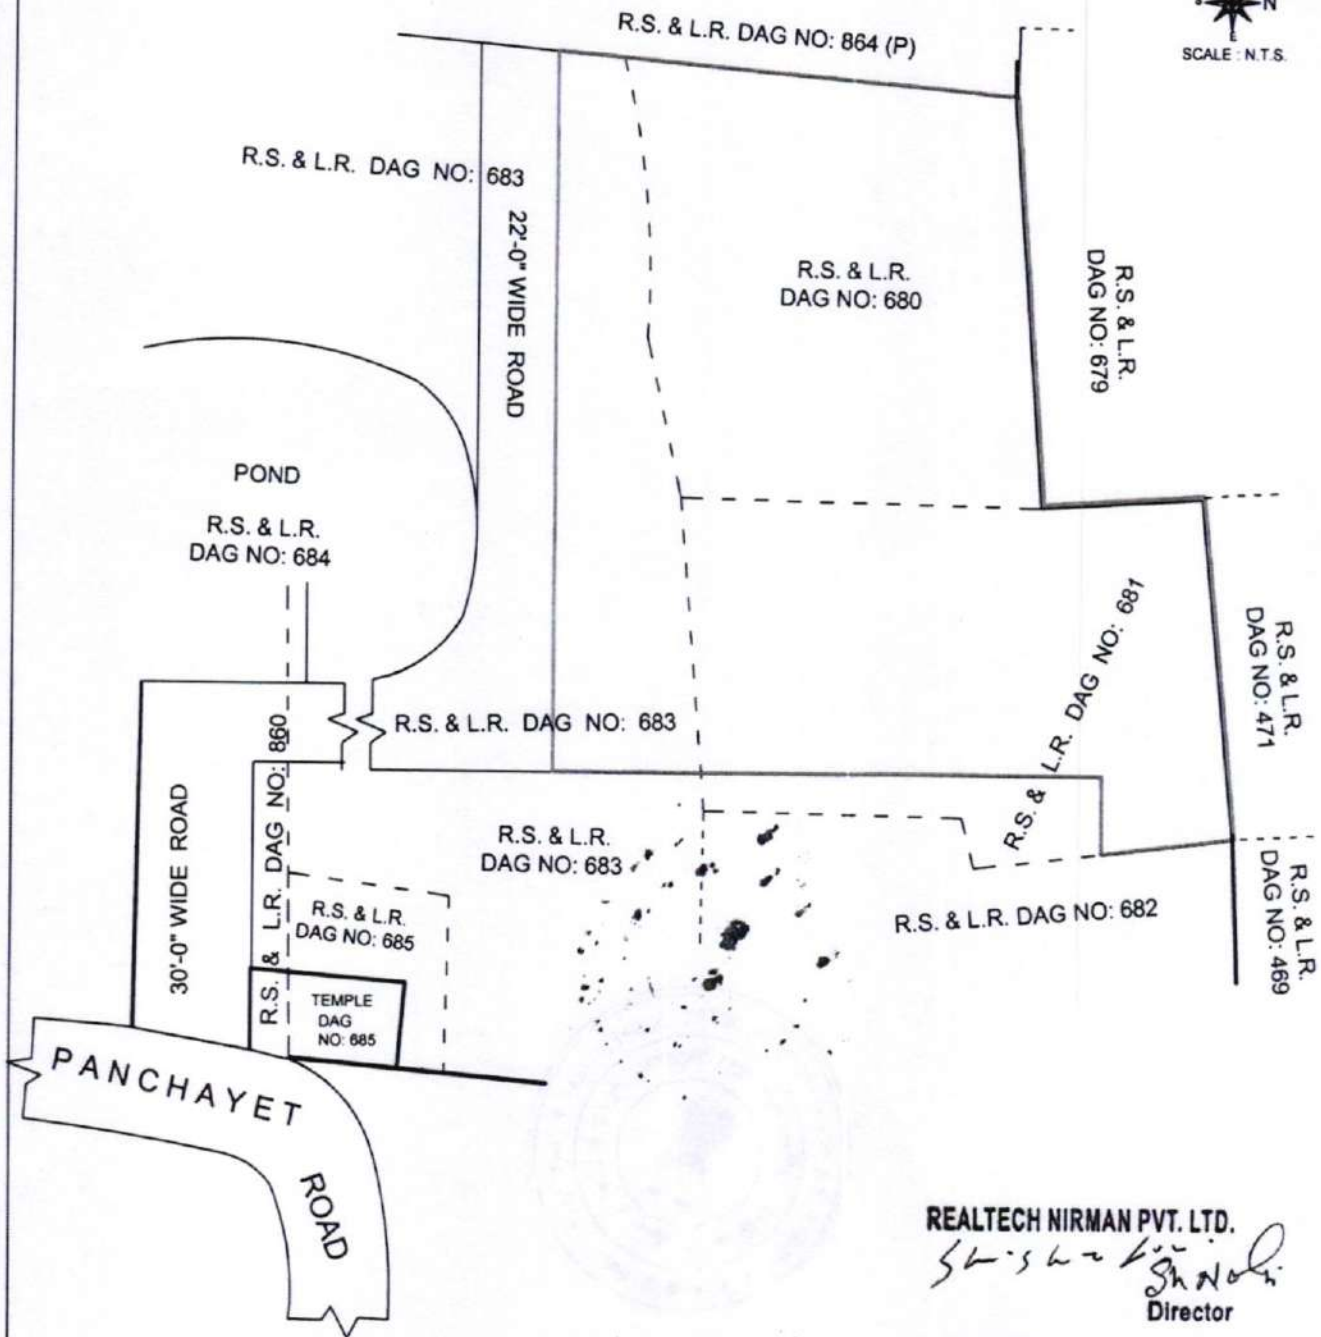 N
E
SCALE : N.T.S.
R.S. & L.R. DAG NO: 864 (P)
R.S. & L.R. DAG NO: 683
22'-0" WIDE ROAD
R.S. & L.R.
DAG NO: 680
R.S. & L.R.
DAG NO: 679
POND
R.S. & L.R.
DAG NO: 684
R.S. & L.R. DAG NO: 681
R.S. & L.R.
DAG NO: 471
R.S. & L.R. DAG NO: 683
R.S. & L.R. DAG NO: 860
30'-0" WIDE ROAD
R.S. & L.R.
DAG NO: 683
R.S. & L.R.
DAG NO: 685
R.S. & L.R. DAG NO: 682
R.S. & L.R.
DAG NO: 469
TEMPLE
DAG
NO: 685
PANCHAYET
ROAD
REALTECH NIRMAN PVT. LTD.
Director